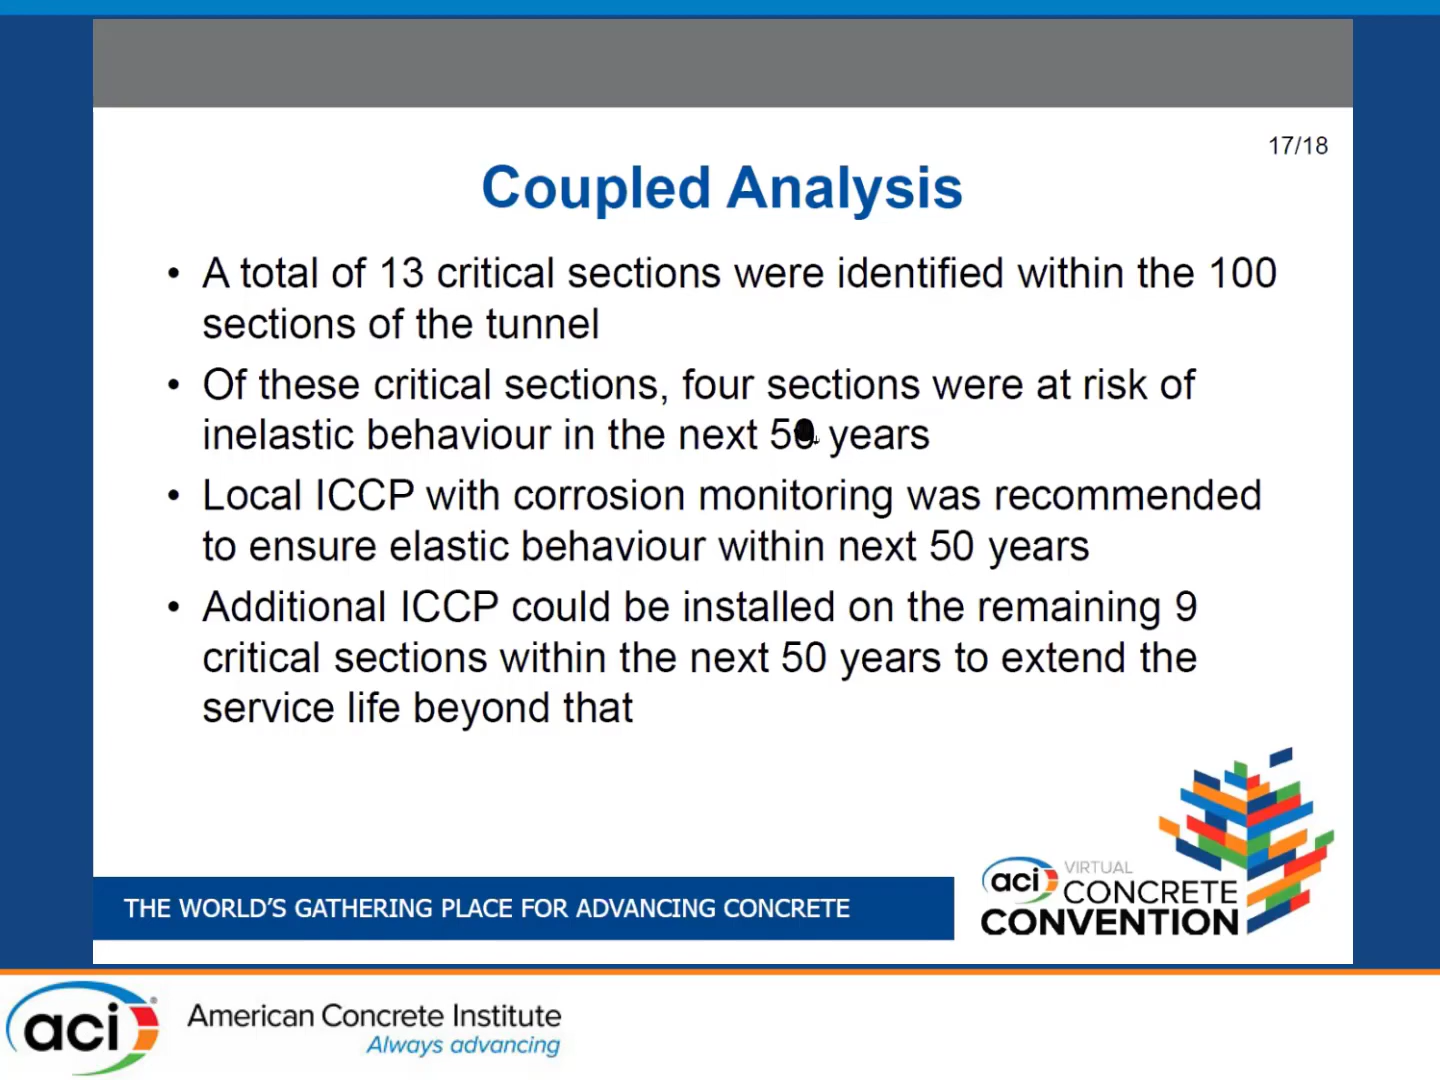 17/18
Coupled Analysis
• A total of 13 critical sections were identified within the 100
sections of the tunnel
• Of these critical sections, four sections were at risk of
inelastic behaviour in the next 50 years
• Local ICCP with corrosion monitoring was recommended
to ensure elastic behaviour within next 50 years
• Additional ICCP could be installed on the remaining 9
critical sections within the next 50 years to extend the
service life beyond that
THE WORLD'S GATHERING PLACE FOR ADVANCING CONCRETE
aci VIRTUAL
CONCRETE
CONVENTION
aci
American Concrete Institute
Always advancing